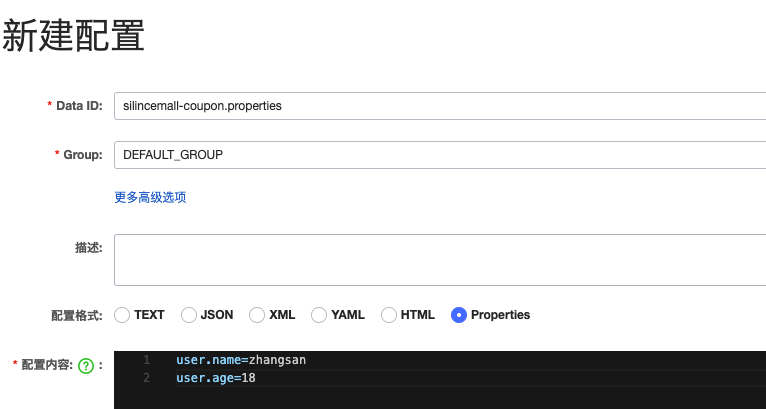 新建配置
* Data ID: silincemall-coupon.properties
* Group: DEFAULT_GROUP
更多高级选项
描述:
配置格式: TEXT JSON XML YAML HTML Properties
* 配置内容: ? :
1 user.name=zhangsan
2 user.age=18